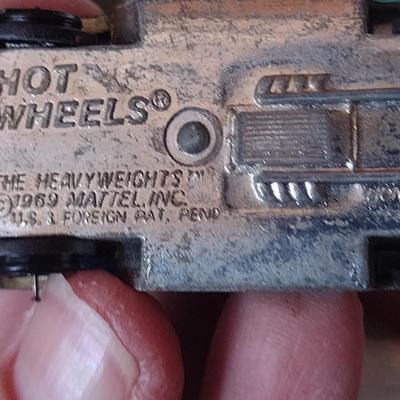 HOT
WHEELS®
THE HEAVYWEIGHTS™
©1969 MATTEL, INC.
U.S. & FOREIGN PAT. PEND